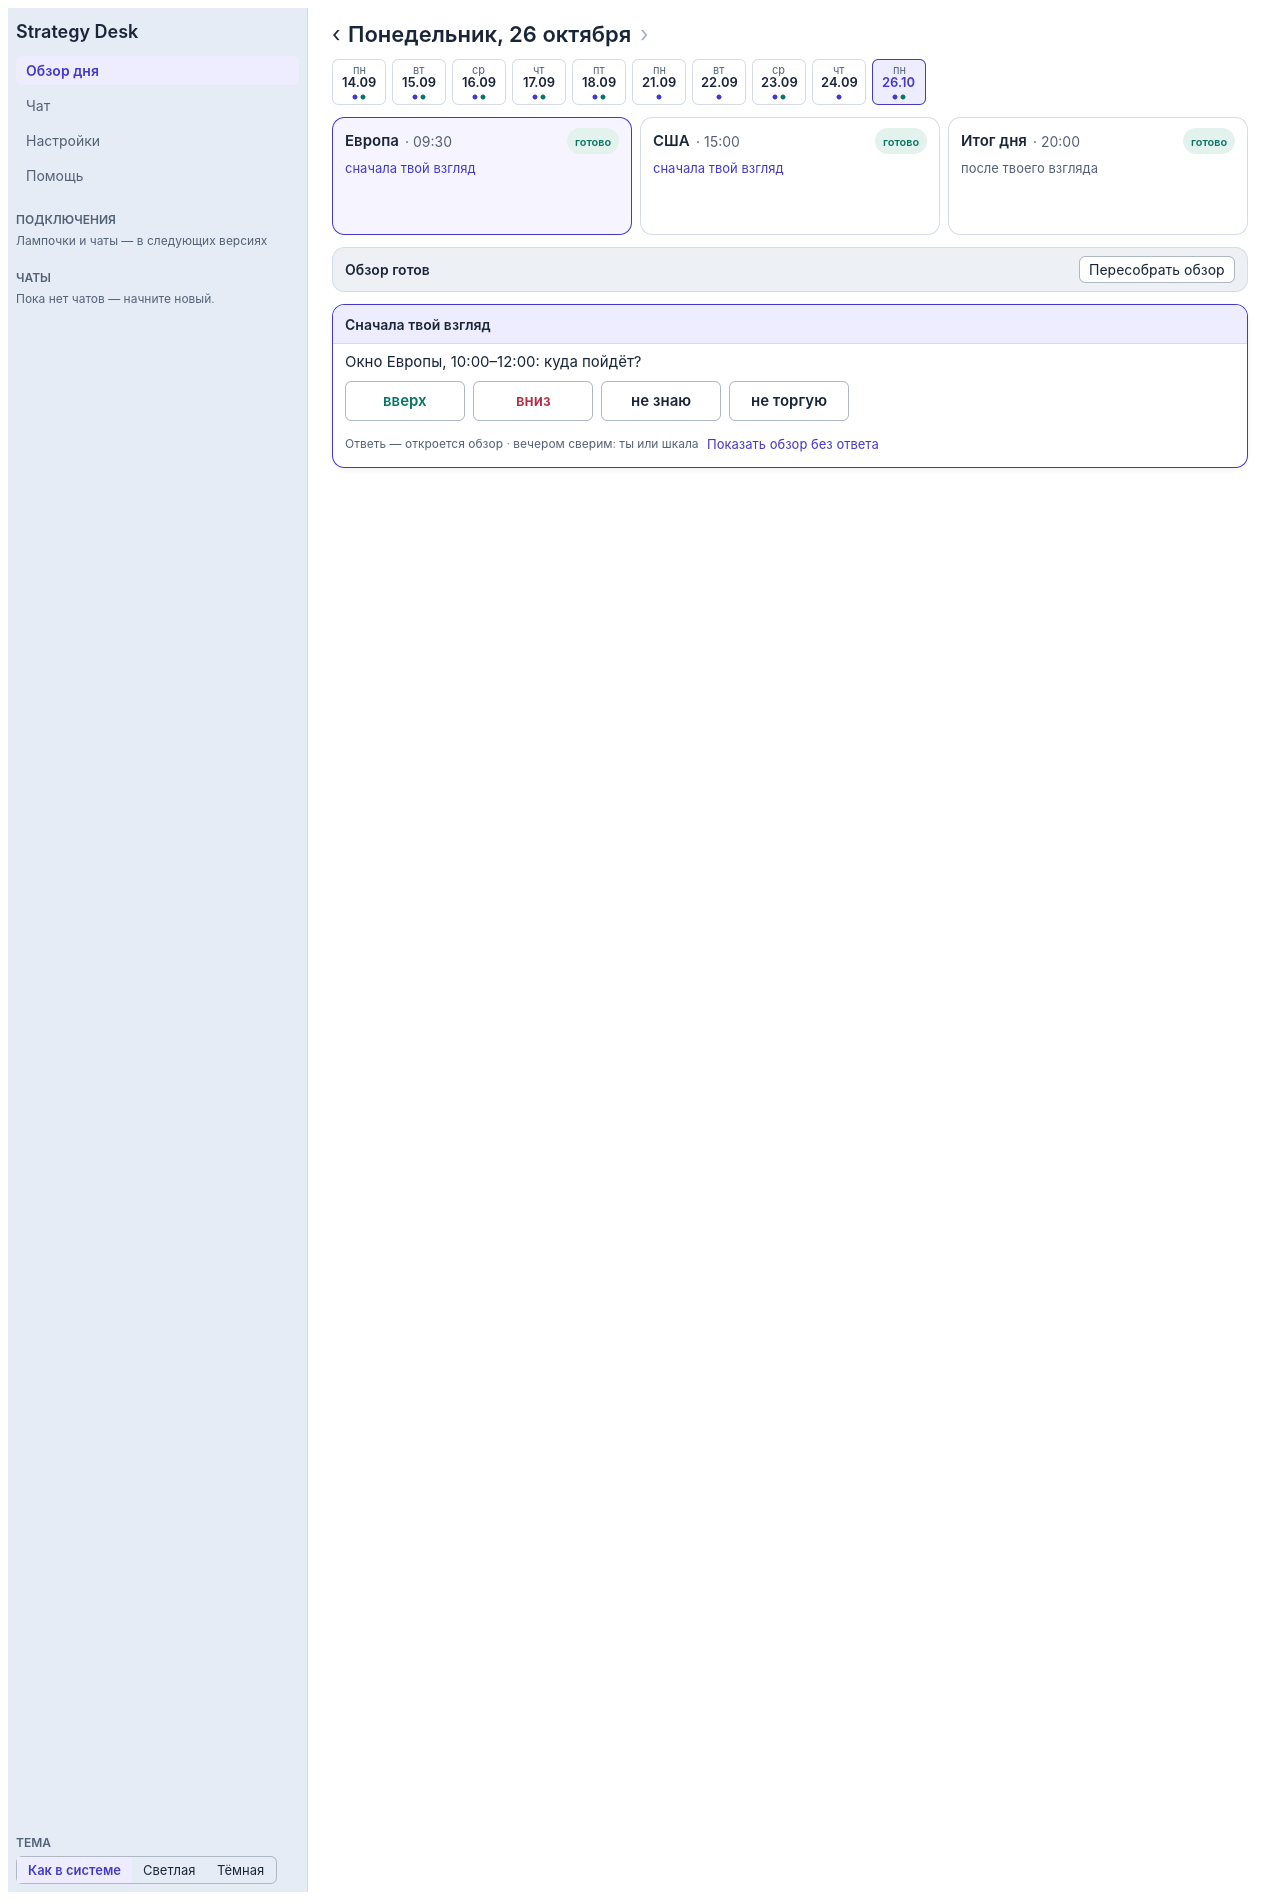 Strategy Desk
Обзор дня
Чат
Настройки
Помощь
ПОДКЛЮЧЕНИЯ
Лампочки и чаты — в следующих версиях
ЧАТЫ
Пока нет чатов — начните новый.
ТЕМА
Как в системе Светлая Тёмная
‹ Понедельник, 26 октября ›
пн вт ср чт пт пн вт ср чт пн
14.09 15.09 16.09 17.09 18.09 21.09 22.09 23.09 24.09 26.10
Европа · 09:30 готово
сначала твой взгляд
США · 15:00 готово
сначала твой взгляд
Итог дня · 20:00 готово
после твоего взгляда
Обзор готов Пересобрать обзор
Сначала твой взгляд
Окно Европы, 10:00–12:00: куда пойдёт?
вверх вниз не знаю не торгую
Ответь — откроется обзор · вечером сверим: ты или шкала Показать обзор без ответа